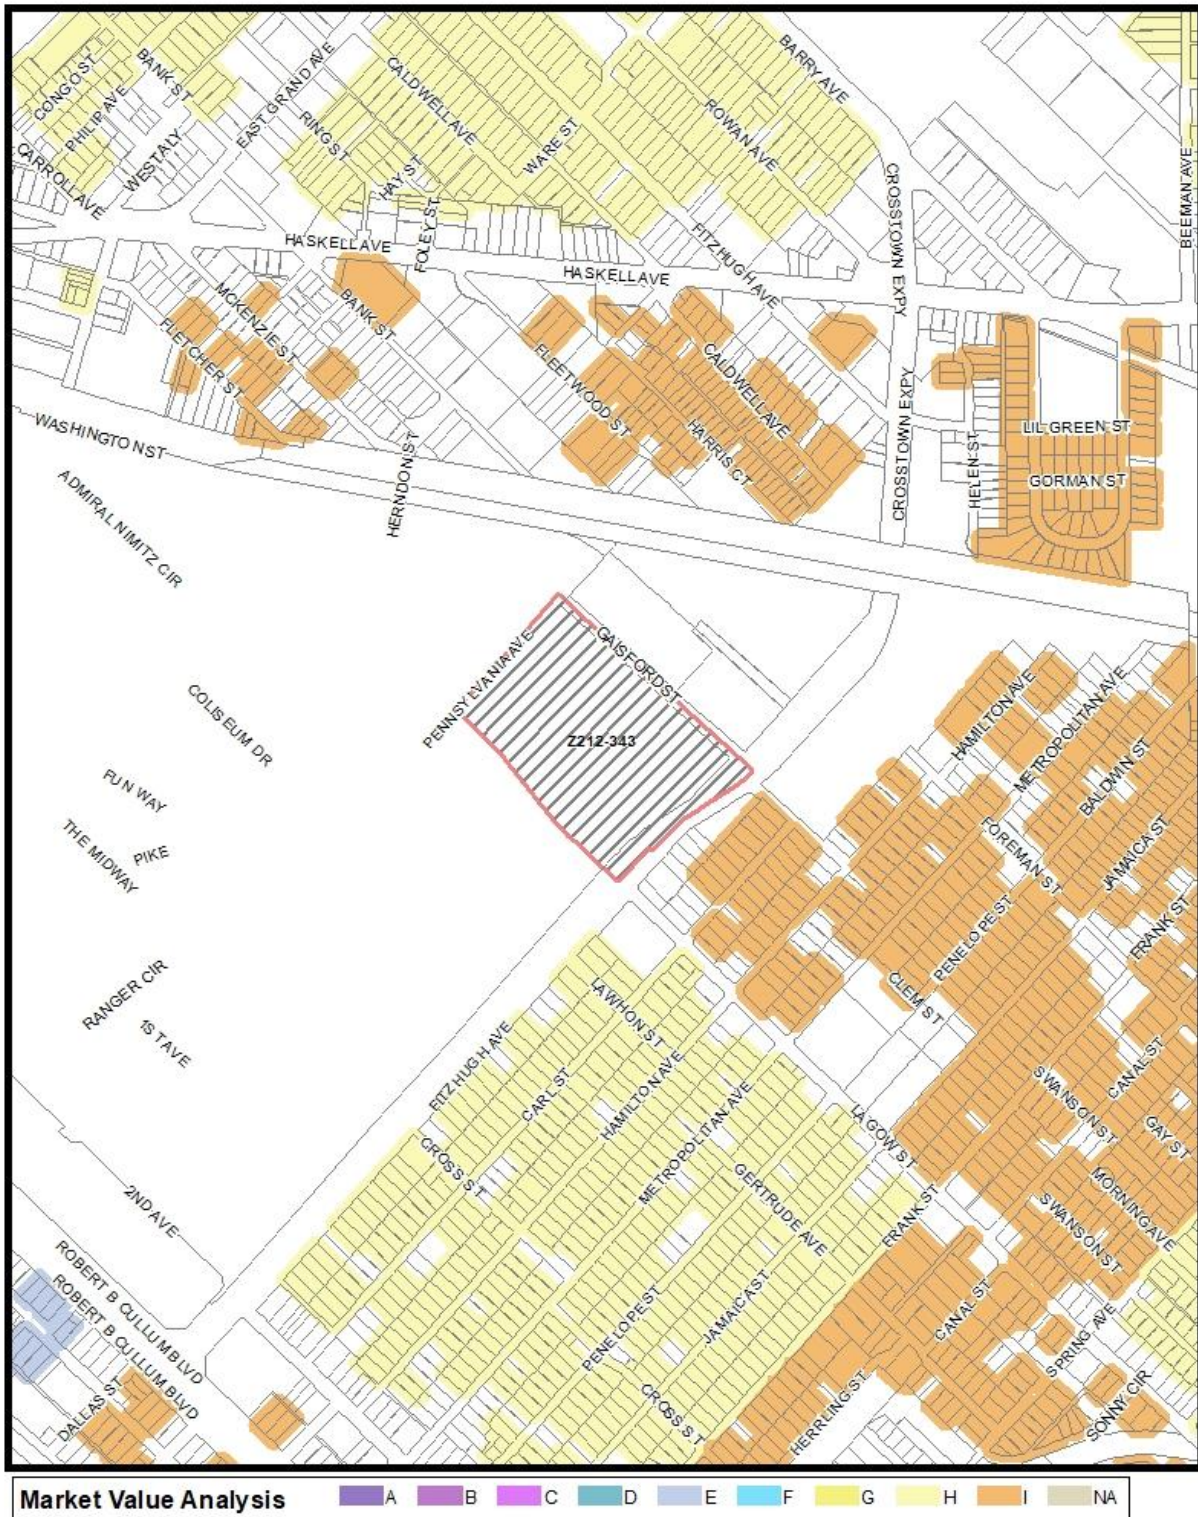 BARRY AVE
BANK ST
CONGO ST
PHILIP AVE
EAST GRAND AVE
CALDWELL AVE
RING ST
ROWAN AVE
WARE ST
WEST ALY
CARROLL AVE
HAY ST
BEEMAN AVE
CROSSTOWN EXPY
FOLEY ST
HASKELL AVE
HASKELL AVE
FITZHUGH AVE
MCKENZIE ST
BANK ST
FLETCHER ST
FLEETWOOD ST
CALDWELL AVE
CROSSTOWN EXPY
HARRIS CT
LIL GREEN ST
GORMAN ST
HELEN ST
WASHINGTON ST
HERNDON ST
ADMIRAL NIMITZ CIR
PENNSYLVANIA AVE
GAISFORD ST
COLISEUM DR
Z212-343
HAMILTON AVE
METROPOLITAN AVE
BALDWIN ST
FUN WAY
THE MIDWAY
PIKE
FOREMAN ST
JAMAICA ST
PENELOPE ST
FRANK ST
RANGER CIR
1ST AVE
CLEM ST
LAWHON ST
FITZHUGH AVE
CARL ST
HAMILTON AVE
METROPOLITAN AVE
SWANSON ST
CANAL ST
LAGOW ST
GAY ST
CROSS ST
GERTRUDE AVE
FRANK ST
MORNING AVE
SWANSON ST
2ND AVE
ROBERT B CULLUM BLVD
ROBERT B CULLUM BLVD
PENELOPE ST
JAMAICA ST
CANAL ST
SPRING AVE
DALLAS ST
CROSS ST
HERRLING ST
SONNY CIR
Market Value Analysis A B C D E F G H I NA